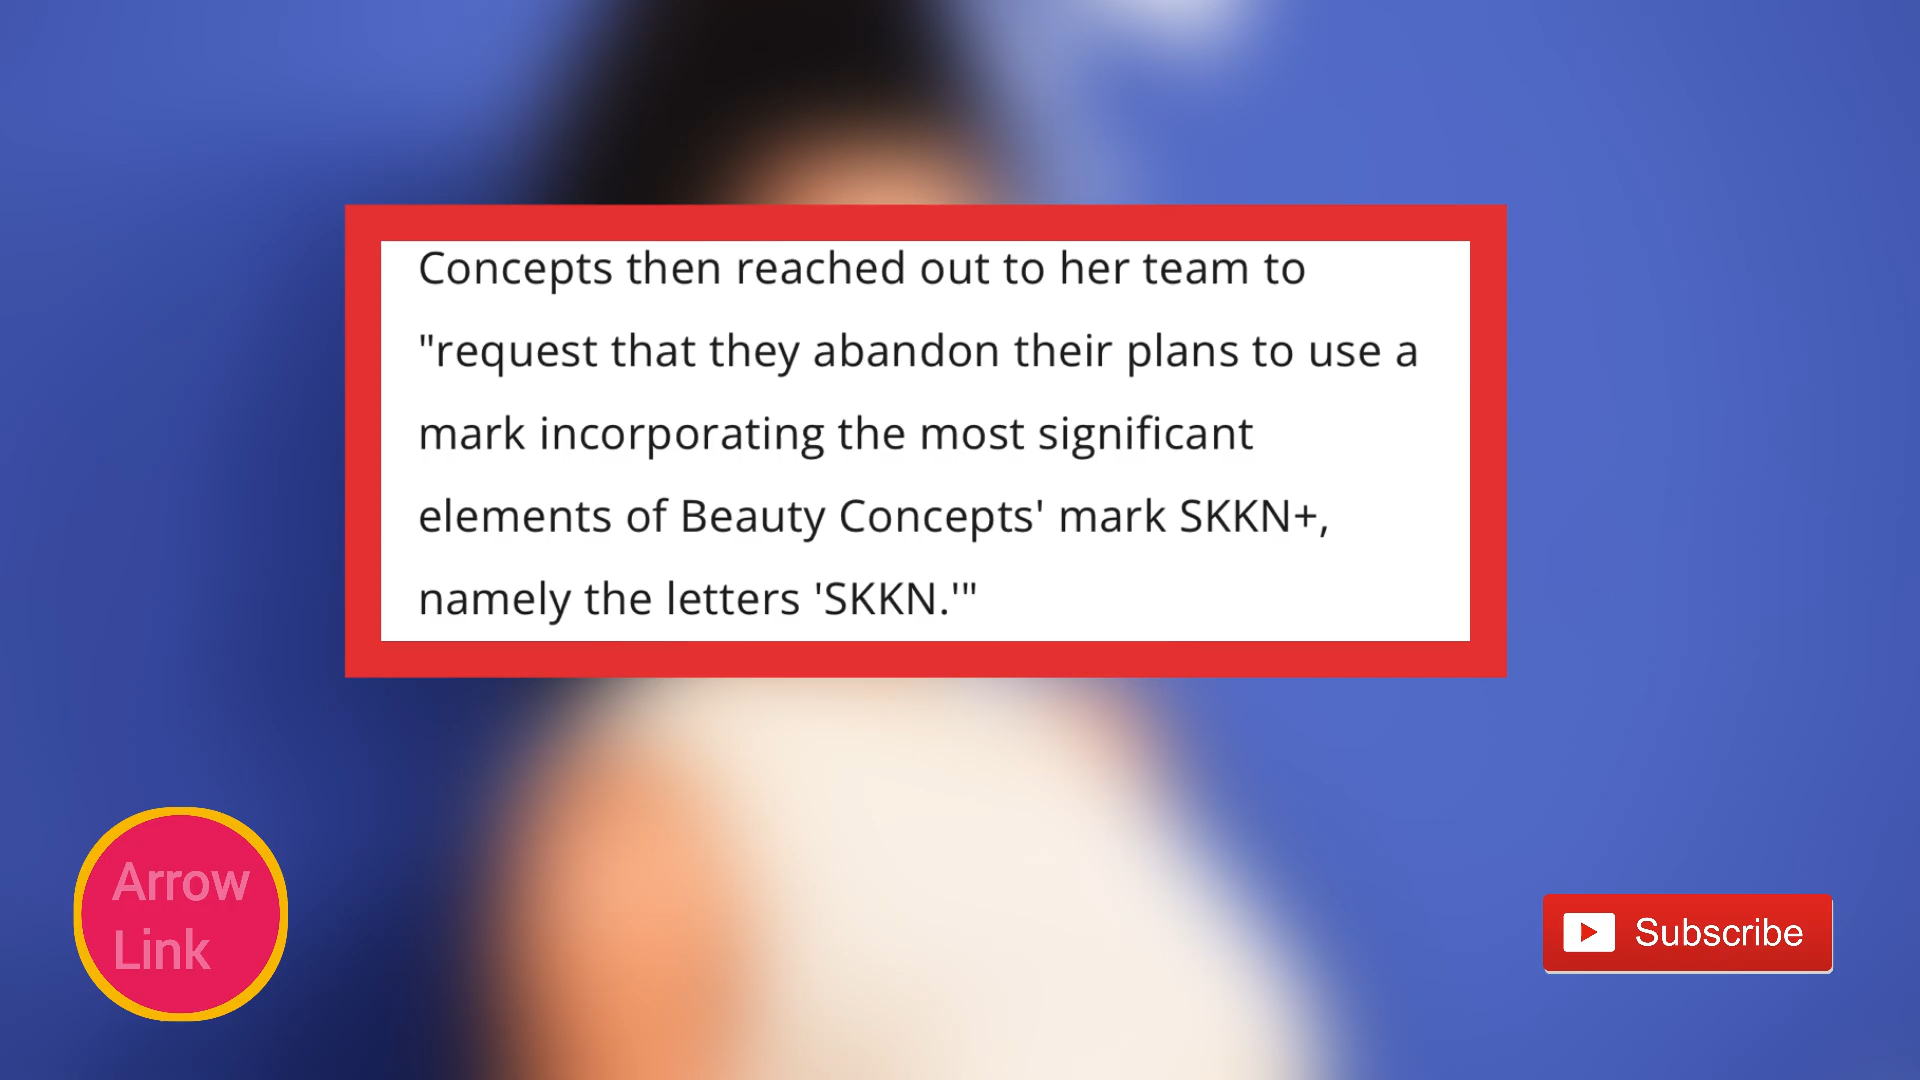 Concepts then reached out to her team to
"request that they abandon their plans to use a
mark incorporating the most significant
elements of Beauty Concepts' mark SKKN+,
namely the letters 'SKKN.'"
Arrow
Link
Subscribe